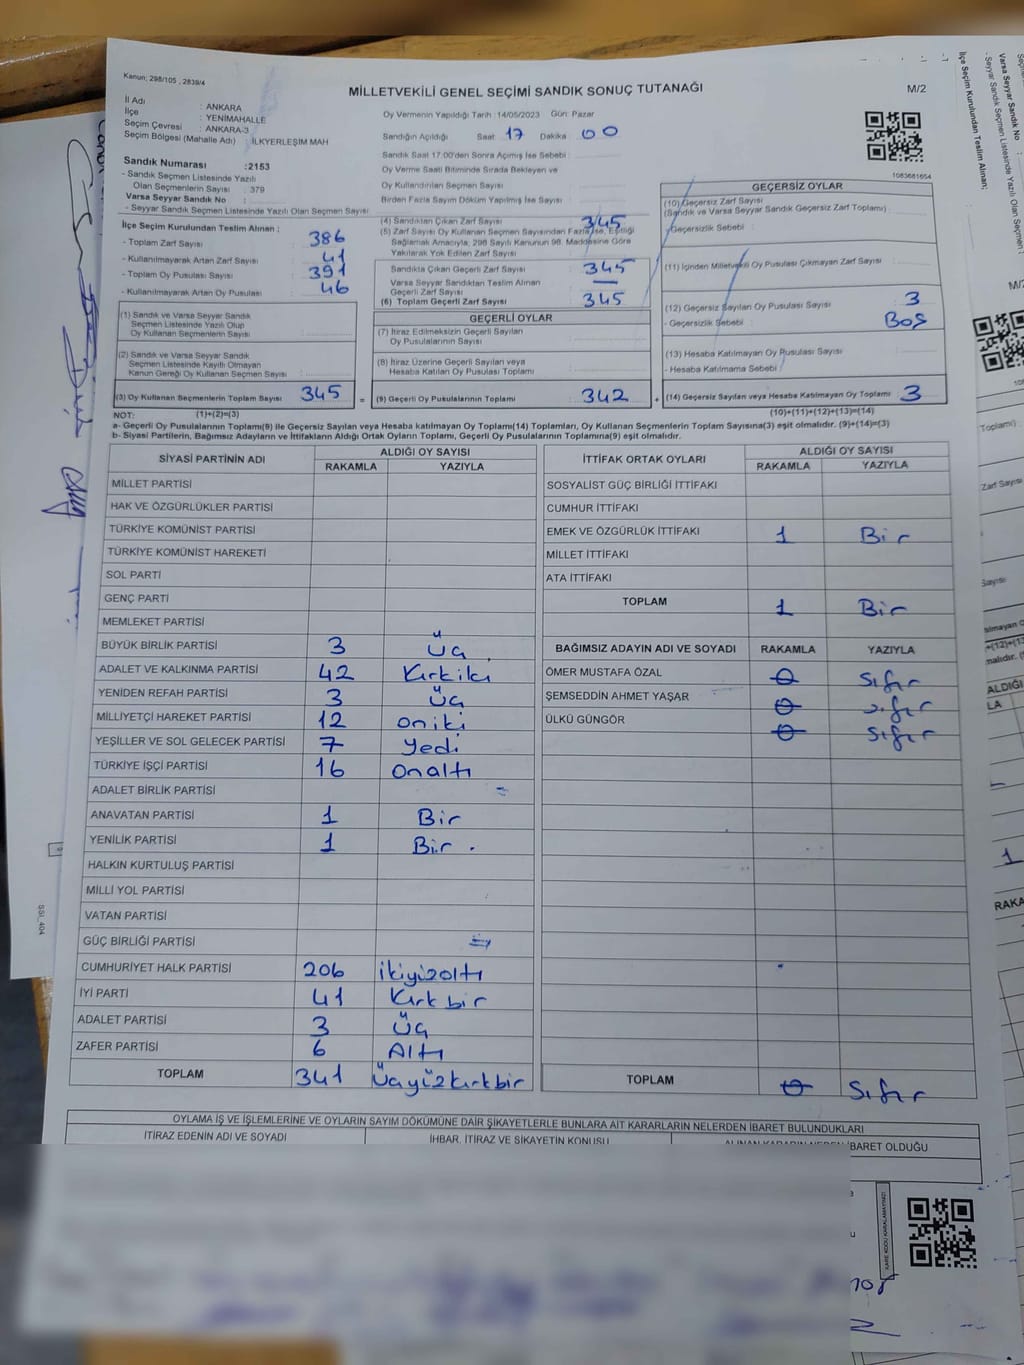 Kanun; 298/105 , 2839/4
MİLLETVEKİLİ GENEL SEÇİMİ SANDIK SONUÇ TUTANAĞI
M/2
İl Adı : ANKARA
İlçe : YENİMAHALLE
Seçim Çevresi : ANKARA-3
Seçim Bölgesi (Mahalle Adı) : İLKYERLEŞİM MAH
Sandık Numarası :2153
- Sandık Seçmen Listesinde Yazılı
Olan Seçmenlerin Sayısı : 379
Varsa Seyyar Sandık No :
- Seyyar Sandık Seçmen Listesinde Yazılı Olan Seçmen Sayısı
Oy Vermenin Yapıldığı Tarih :14/05/2023 Gün: Pazar
Sandığın Açıldığı Saat 17 Dakika 00
Sandık Saat 17:00'den Sonra Açılmış İse Sebebi :
Oy Verme Saati Bitiminde Sırada Bekleyen ve
Oy Kullandırılan Seçmen Sayısı :
Birden Fazla Sayım Döküm Yapılmış İse Sayısı :
1083681654
İlçe Seçim Kurulundan Teslim Alınan ;
- Toplam Zarf Sayısı : 386
- Kullanılmayarak Artan Zarf Sayısı : 41
- Toplam Oy Pusulası Sayısı : 391
- Kullanılmayarak Artan Oy Pusulası : 46
(1) Sandık ve Varsa Seyyar Sandık
Seçmen Listesinde Yazılı Olup
Oy Kullanan Seçmenlerin Sayısı :
(2) Sandık ve Varsa Seyyar Sandık
Seçmen Listesinde Kayıtlı Olmayan
Kanun Gereği Oy Kullanan Seçmen Sayısı :
(3) Oy Kullanan Seçmenlerin Toplam Sayısı : 345 =
(4) Sandıktan Çıkan Zarf Sayısı : 345
(5) Zarf Sayısı Oy Kullanan Seçmen Sayısından Fazla İse, Eşitliği
Sağlamak Amacıyla, 298 Sayılı Kanunun 98. Maddesine Göre
Yakılarak Yok Edilen Zarf Sayısı :
Sandıkta Çıkan Geçerli Zarf Sayısı : 345
Varsa Seyyar Sandıktan Teslim Alınan
Geçerli Zarf Sayısı : —
(6) Toplam Geçerli Zarf Sayısı : 345
GEÇERLİ OYLAR
(7) İtiraz Edilmeksizin Geçerli Sayılan
Oy Pusulalarının Sayısı :
(8) İtiraz Üzerine Geçerli Sayılan veya
Hesaba Katılan Oy Pusulası Toplamı :
(9) Geçerli Oy Pusulalarının Toplamı : 342 +
GEÇERSİZ OYLAR
(10) Geçersiz Zarf Sayısı
(Sandık ve Varsa Seyyar Sandık Geçersiz Zarf Toplamı) :
- Geçersizlik Sebebi :
(11) İçinden Milletvekili Oy Pusulası Çıkmayan Zarf Sayısı :
(12) Geçersiz Sayılan Oy Pusulası Sayısı : 3
- Geçersizlik Sebebi : Boş
(13) Hesaba Katılmayan Oy Pusulası Sayısı :
- Hesaba Katılmama Sebebi :
(14) Geçersiz Sayılan veya Hesaba Katılmayan Oy Toplamı : 3
NOT: (1)+(2)=(3) (10)+(11)+(12)+(13)=(14)
a- Geçerli Oy Pusulalarının Toplamı(9) ile Geçersiz Sayılan veya Hesaba Katılmayan Oy Toplamı(14) Toplamları, Oy Kullanan Seçmenlerin Toplam Sayısına(3) eşit olmalıdır. (9)+(14)=(3)
b- Siyasi Partilerin, Bağımsız Adayların ve İttifakların Aldığı Ortak Oyların Toplamı, Geçerli Oy Pusulalarının Toplamına(9) eşit olmalıdır.
SİYASİ PARTİNİN ADI ALDIĞI OY SAYISI
RAKAMLA YAZIYLA
MİLLET PARTİSİ
HAK VE ÖZGÜRLÜKLER PARTİSİ
TÜRKİYE KOMÜNİST PARTİSİ
TÜRKİYE KOMÜNİST HAREKETİ
SOL PARTİ
GENÇ PARTİ
MEMLEKET PARTİSİ
BÜYÜK BİRLİK PARTİSİ 3 Üç
ADALET VE KALKINMA PARTİSİ 42 Kırkiki
YENİDEN REFAH PARTİSİ 3 Üç
MİLLİYETÇİ HAREKET PARTİSİ 12 oniki
YEŞİLLER VE SOL GELECEK PARTİSİ 7 Yedi
TÜRKİYE İŞÇİ PARTİSİ 16 Onaltı
ADALET BİRLİK PARTİSİ
ANAVATAN PARTİSİ 1 Bir
YENİLİK PARTİSİ 1 Bir
HALKIN KURTULUŞ PARTİSİ
MİLLİ YOL PARTİSİ
VATAN PARTİSİ
GÜÇ BİRLİĞİ PARTİSİ
CUMHURİYET HALK PARTİSİ 206 ikiyüzaltı
İYİ PARTİ 41 Kırk bir
ADALET PARTİSİ 3 Üç
ZAFER PARTİSİ 6 Altı
TOPLAM 341 Üçyüzkırkbir
İTTİFAK ORTAK OYLARI ALDIĞI OY SAYISI
RAKAMLA YAZIYLA
SOSYALİST GÜÇ BİRLİĞİ İTTİFAKI
CUMHUR İTTİFAKI
EMEK VE ÖZGÜRLÜK İTTİFAKI 1 Bir
MİLLET İTTİFAKI
ATA İTTİFAKI
TOPLAM 1 Bir
BAĞIMSIZ ADAYIN ADI VE SOYADI RAKAMLA YAZIYLA
ÖMER MUSTAFA ÖZAL 0 Sıfır
ŞEMSEDDİN AHMET YAŞAR 0 Sıfır
ÜLKÜ GÜNGÖR 0 Sıfır
TOPLAM 0 Sıfır
OYLAMA İŞ VE İŞLEMLERİNE VE OYLARIN SAYIM DÖKÜMÜNE DAİR ŞİKAYETLERLE BUNLARA AİT KARARLARIN NELERDEN İBARET BULUNDUKLARI
İTİRAZ EDENİN ADI VE SOYADI İHBAR, İTİRAZ VE ŞİKAYETİN KONUSU ALINAN KARARIN NEDEN İBARET OLDUĞU
KARE KODU KARALAMAYINIZ!
SSİ_404
İlçe Seçim Kurulundan Teslim Alınan;